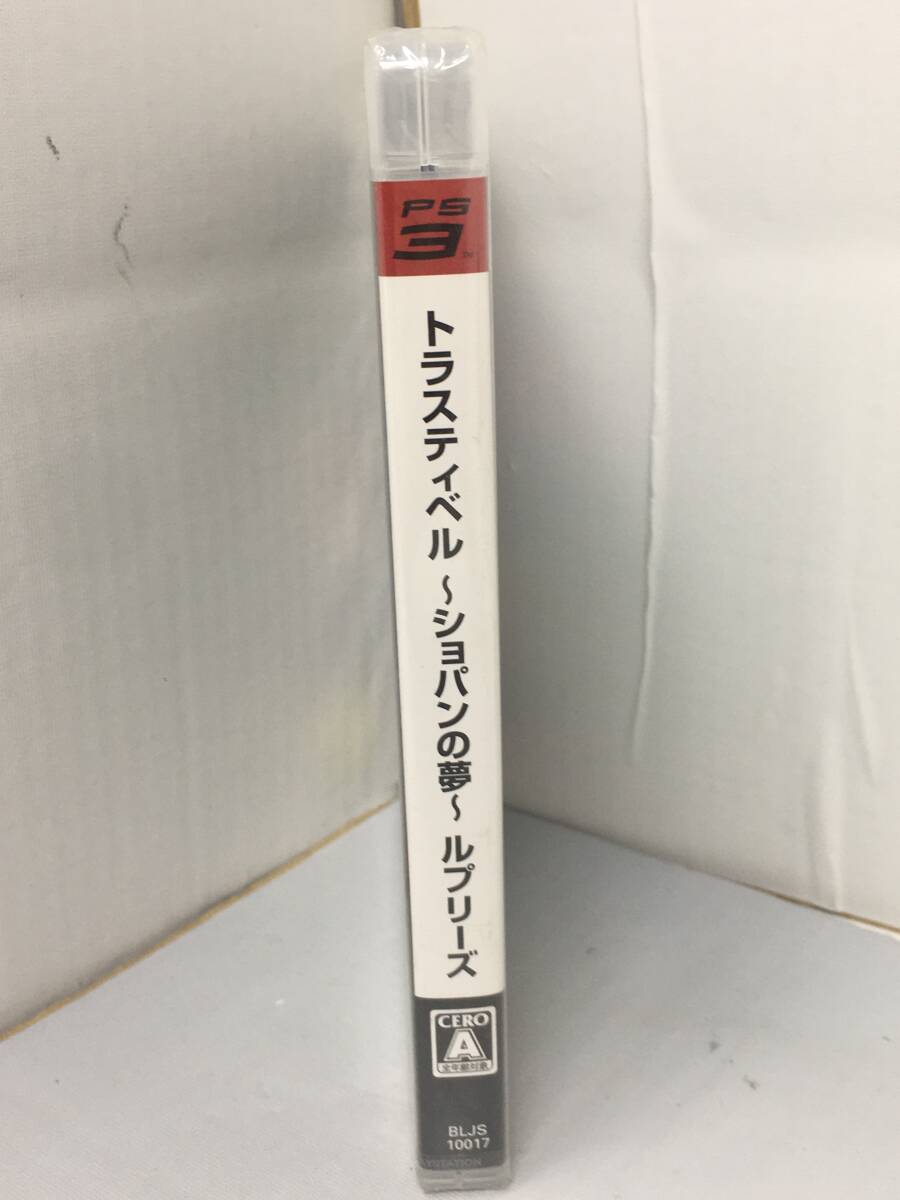 PS
3
TM
トラスティベル ～ショパンの夢～ ルプリーズ
CERO
A
全年齢対象
BLJS
10017